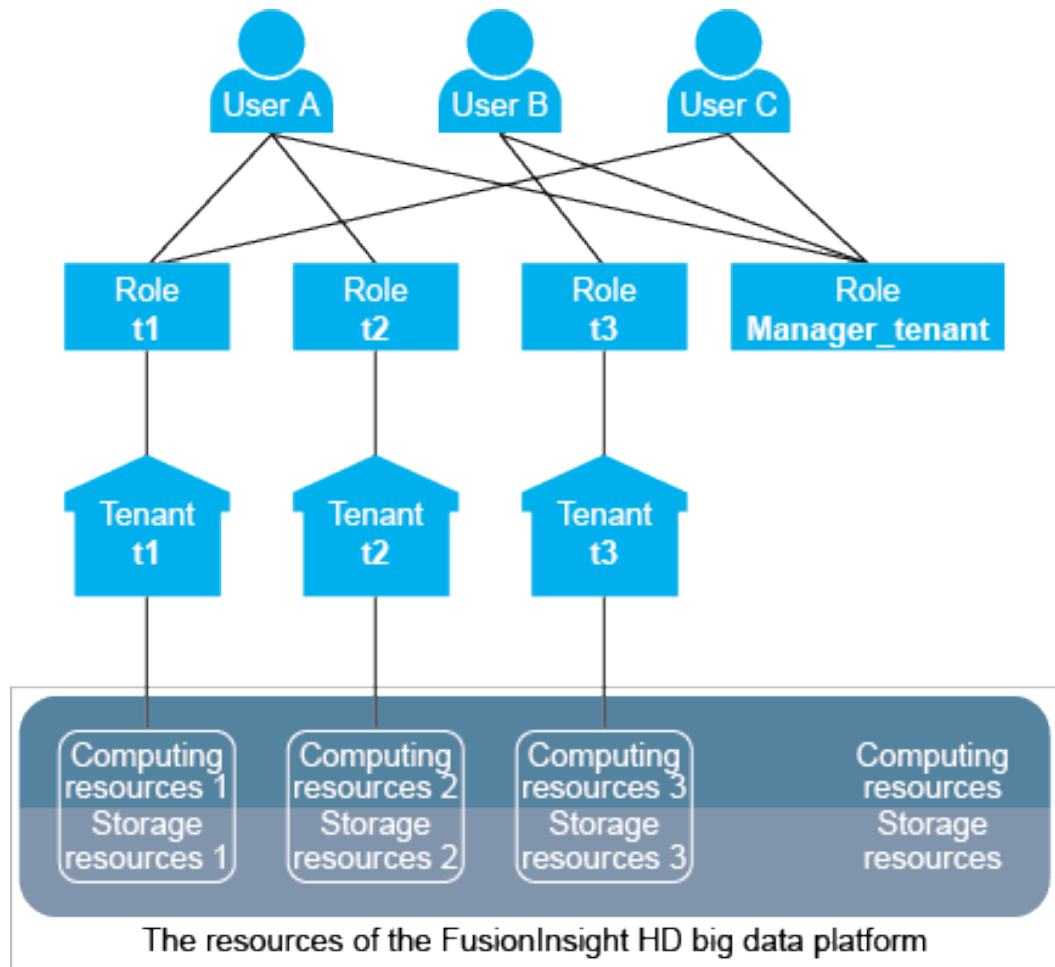 User A
User B
User C
Role
t1
Role
t2
Role
t3
Role
Manager_tenant
Tenant
t1
Tenant
t2
Tenant
t3
Computing
resources 1
Storage
resources 1
Computing
resources 2
Storage
resources 2
Computing
resources 3
Storage
resources 3
Computing
resources
Storage
resources
The resources of the FusionInsight HD big data platform